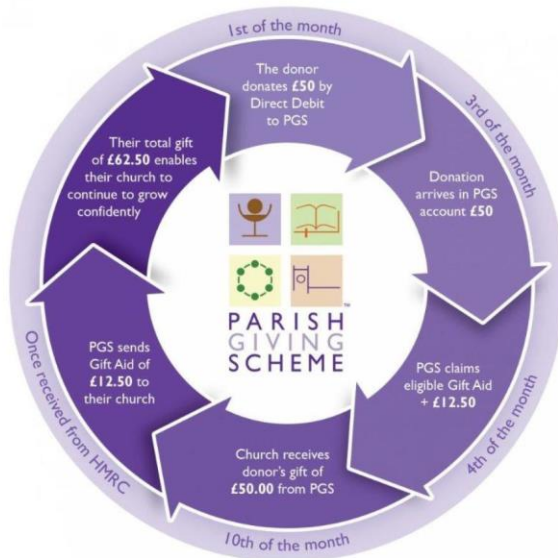 1st of the month
The donor
donates £50 by
Direct Debit
to PGS
3rd of the month
Donation
arrives in PGS
account £50
4th of the month
PGS claims
eligible Gift Aid
+ £12.50
10th of the month
Church receives
donor's gift of
£50.00 from PGS
Once received from HMRC
PGS sends
Gift Aid of
£12.50 to
their church
Their total gift
of £62.50 enables
their church to
continue to grow
confidently
PARISH
GIVING
SCHEME
™